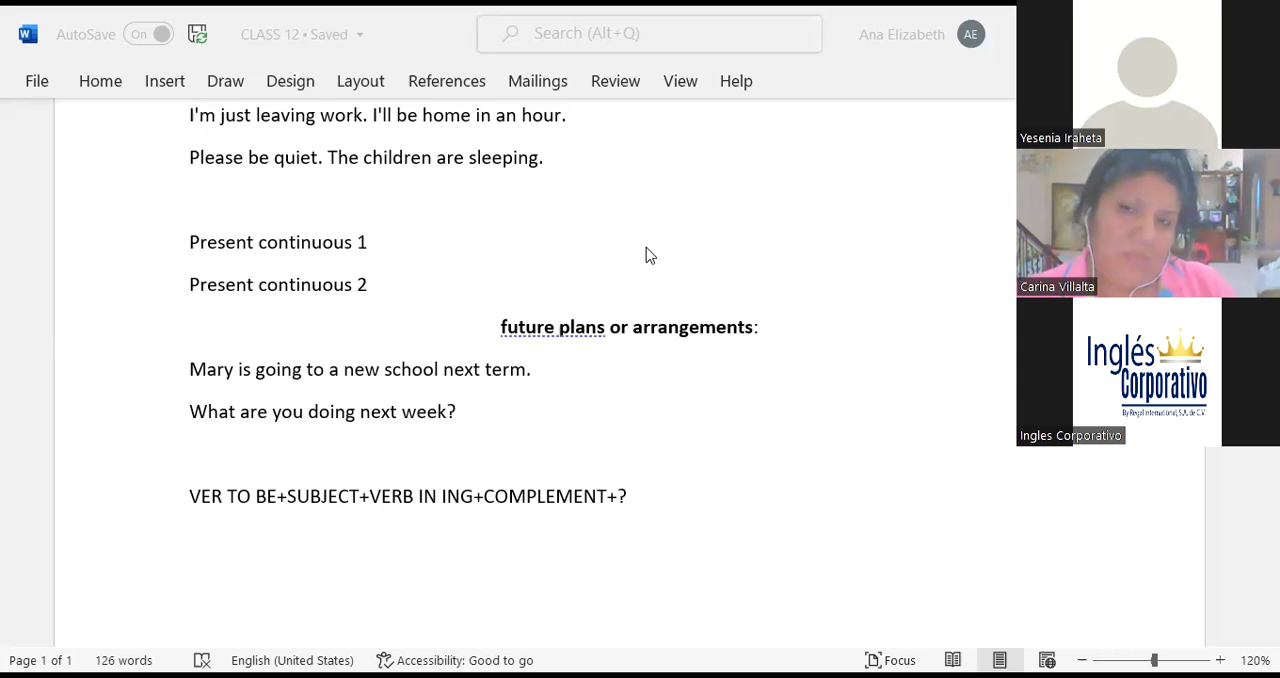 AutoSave On CLASS 12 • Saved Search (Alt+Q) Ana Elizabeth AE
File Home Insert Draw Design Layout References Mailings Review View Help
I'm just leaving work. I'll be home in an hour.
Please be quiet. The children are sleeping.
Present continuous 1
Present continuous 2
future plans or arrangements:
Mary is going to a new school next term.
What are you doing next week?
VER TO BE+SUBJECT+VERB IN ING+COMPLEMENT+?
Page 1 of 1 126 words English (United States) Accessibility: Good to go Focus 120%
Yesenia Iraheta
Carina Villalta
Inglés
Corporativo
By Regal International, S.A. de C.V.
Ingles Corporativo